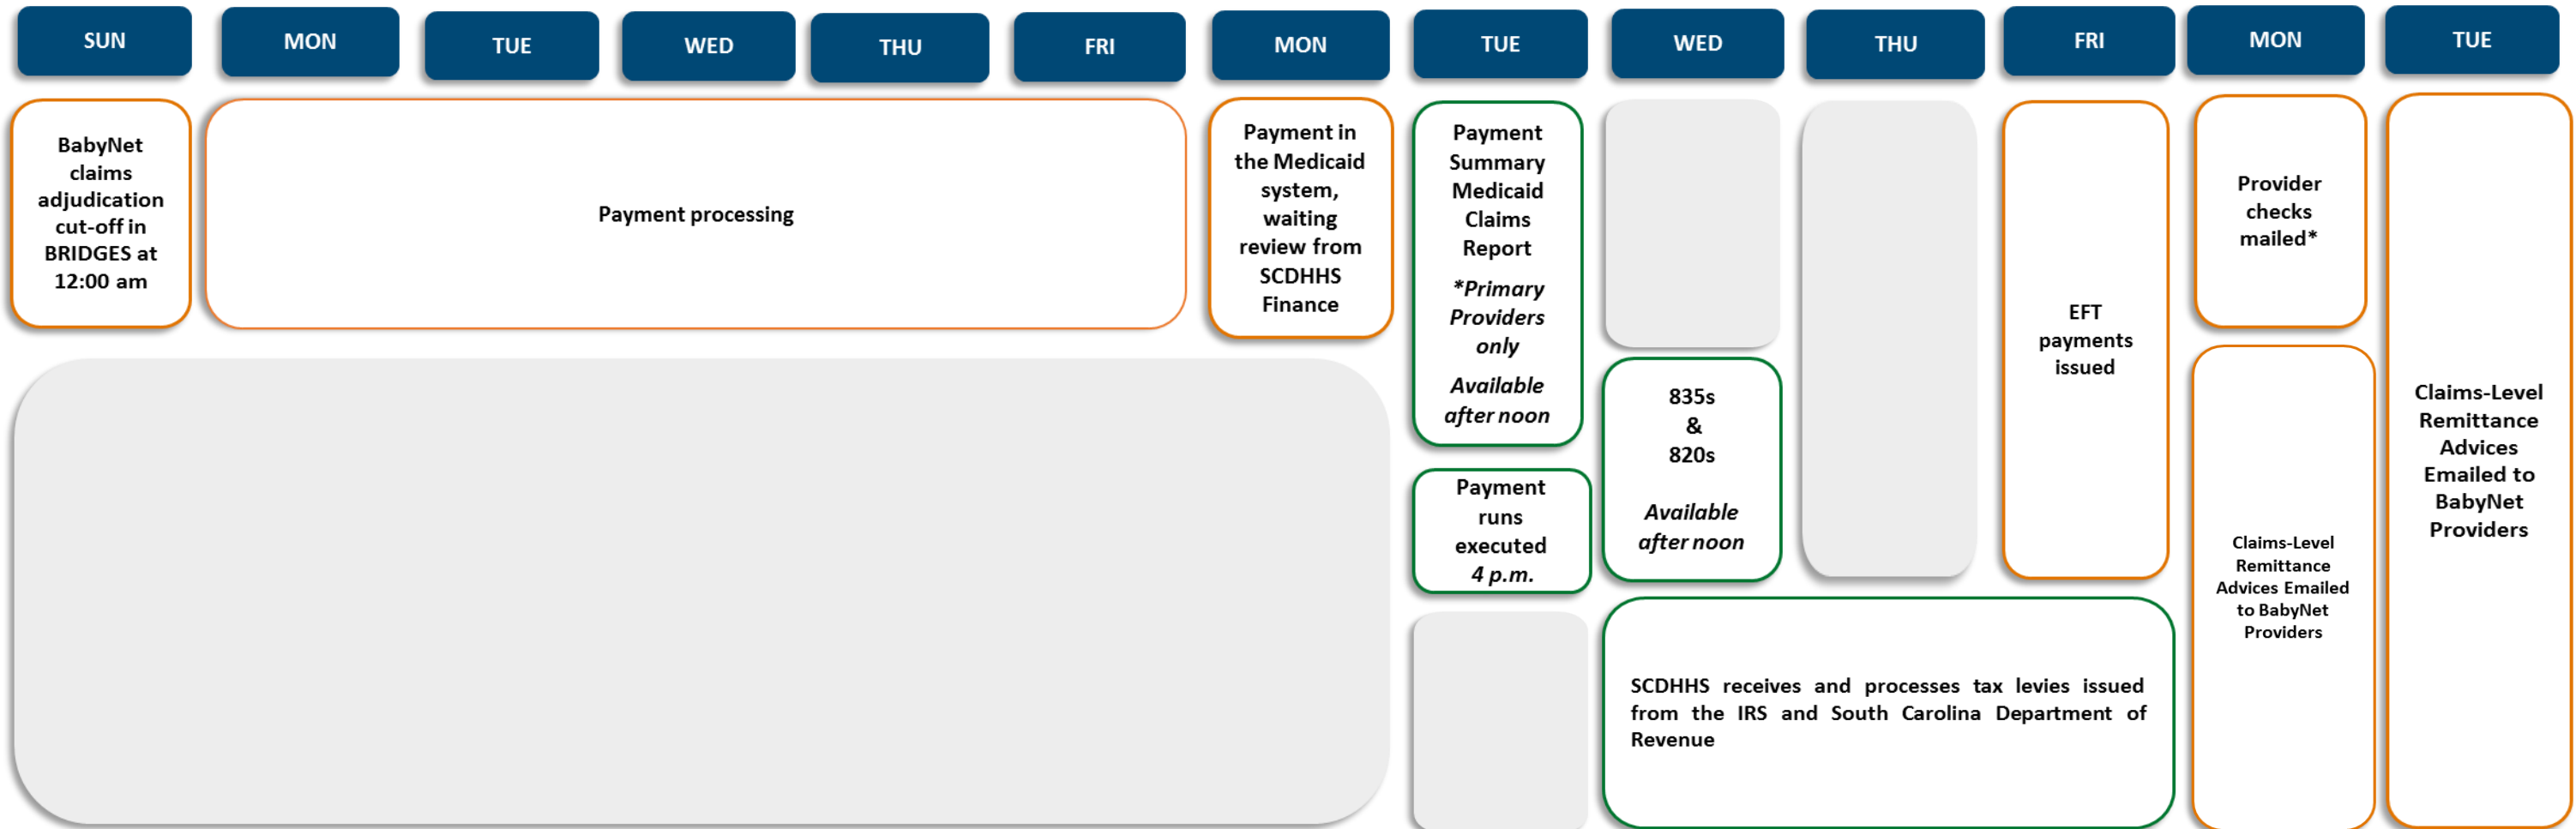 SUN
MON
TUE
WED
THU
FRI
MON
TUE
WED
THU
FRI
MON
TUE
BabyNet
claims
adjudication
cut-off in
BRIDGES at
12:00 am
Payment processing
Payment in
the Medicaid
system,
waiting
review from
SCDHHS
Finance
Payment
Summary
Medicaid
Claims
Report
*Primary
Providers
only
Available
after noon
Payment
runs
executed
4 p.m.
835s
&
820s
Available
after noon
SCDHHS receives and processes tax levies issued
from the IRS and South Carolina Department of
Revenue
EFT
payments
issued
Provider
checks
mailed*
Claims-Level
Remittance
Advices Emailed
to BabyNet
Providers
Claims-Level
Remittance
Advices
Emailed to
BabyNet
Providers